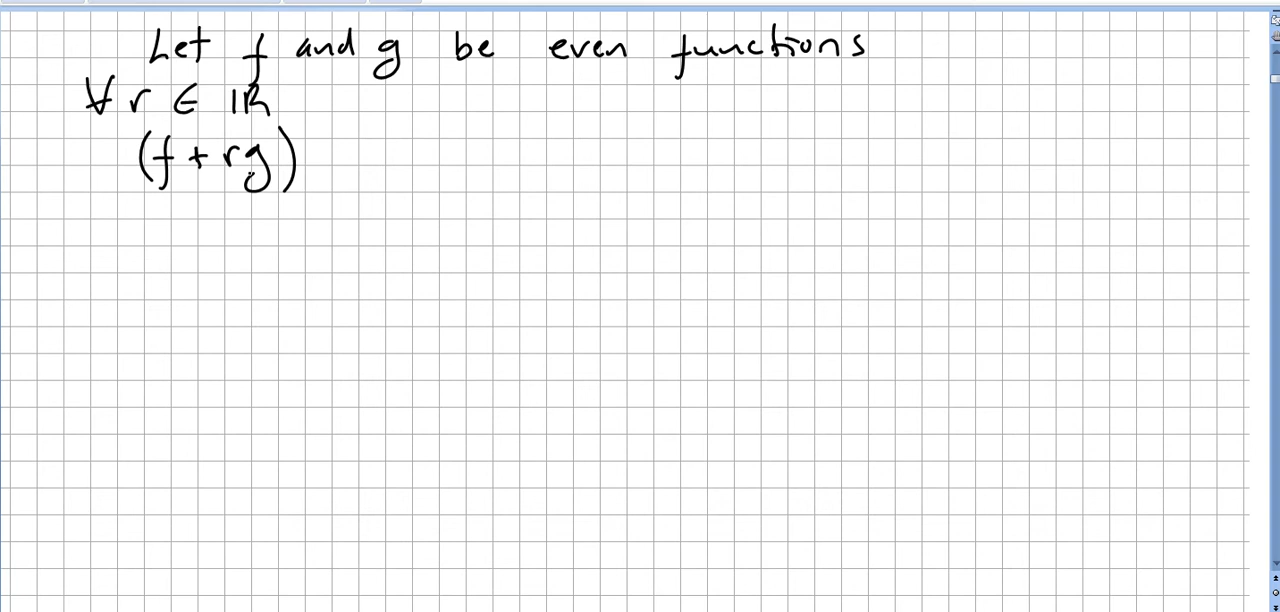 Let f and g be even functions
∀ r ∈ ℝ
(f + rg)